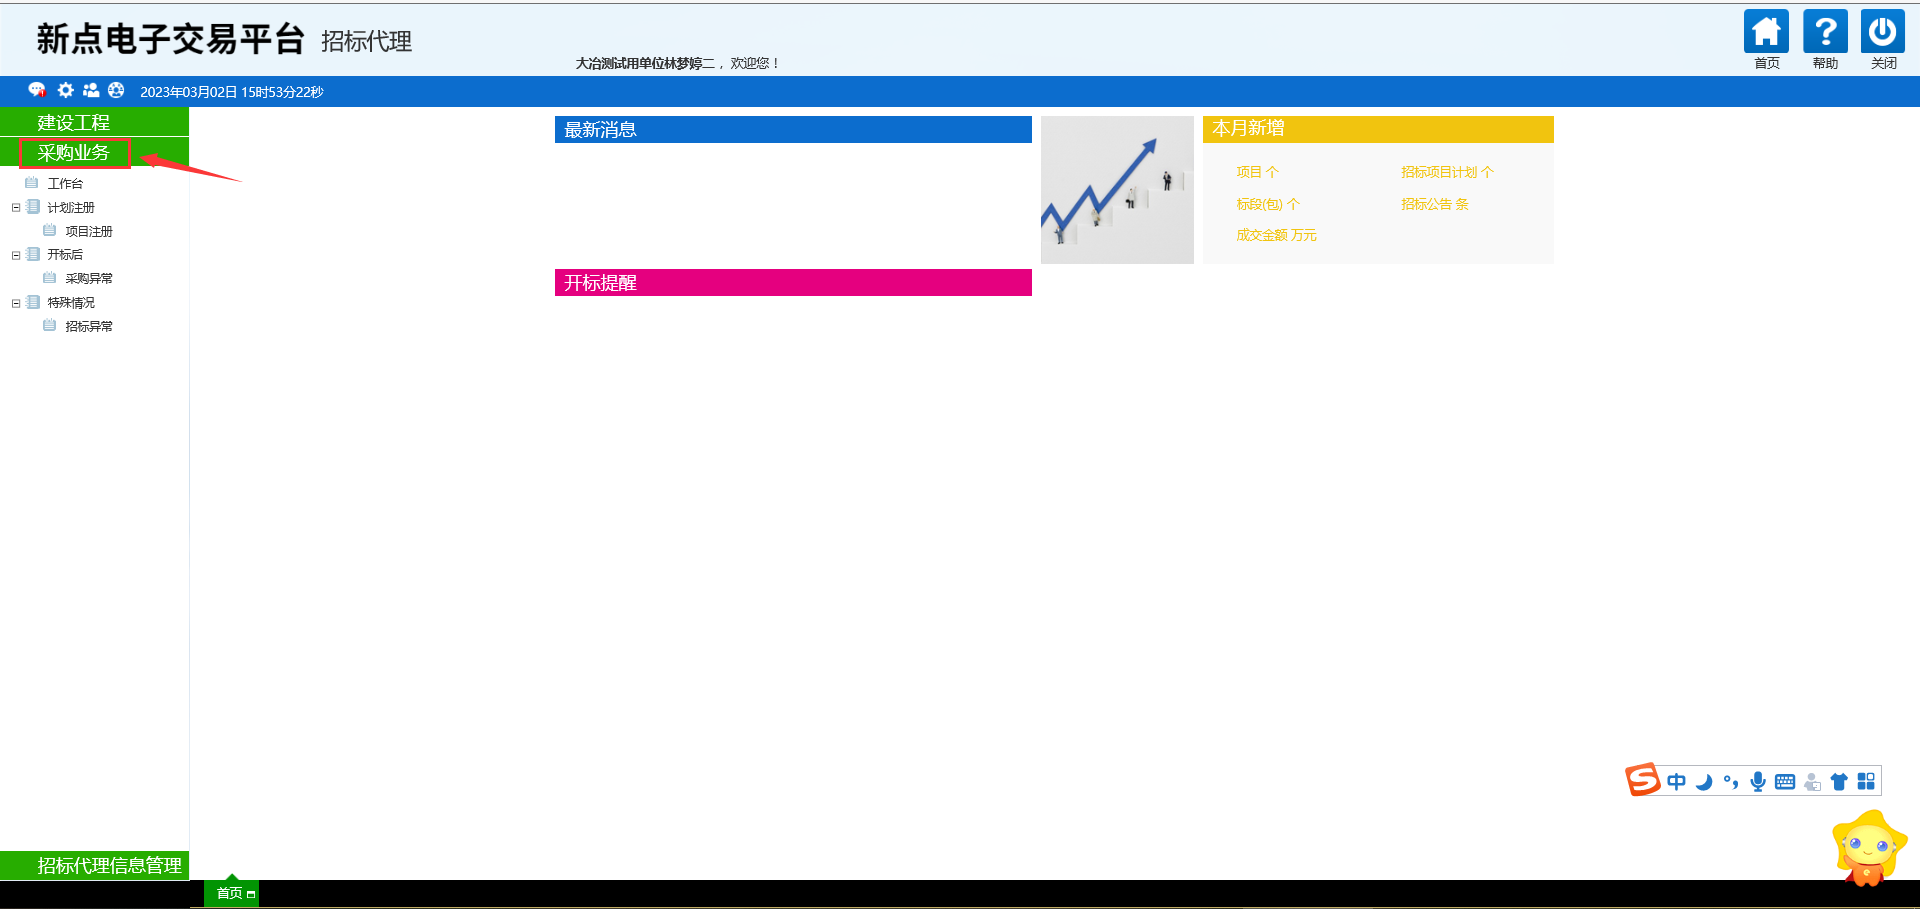 新点电子交易平台 招标代理
大冶测试用单位林梦婷二 ，欢迎您！
首页 帮助 关闭
2023年03月02日 15时53分22秒
建设工程
采购业务
工作台
计划注册
项目注册
开标后
采购异常
特殊情况
招标异常
招标代理信息管理
最新消息
开标提醒
本月新增
项目 个 招标项目计划 个
标段(包) 个 招标公告 条
成交金额 万元
S 中
首页